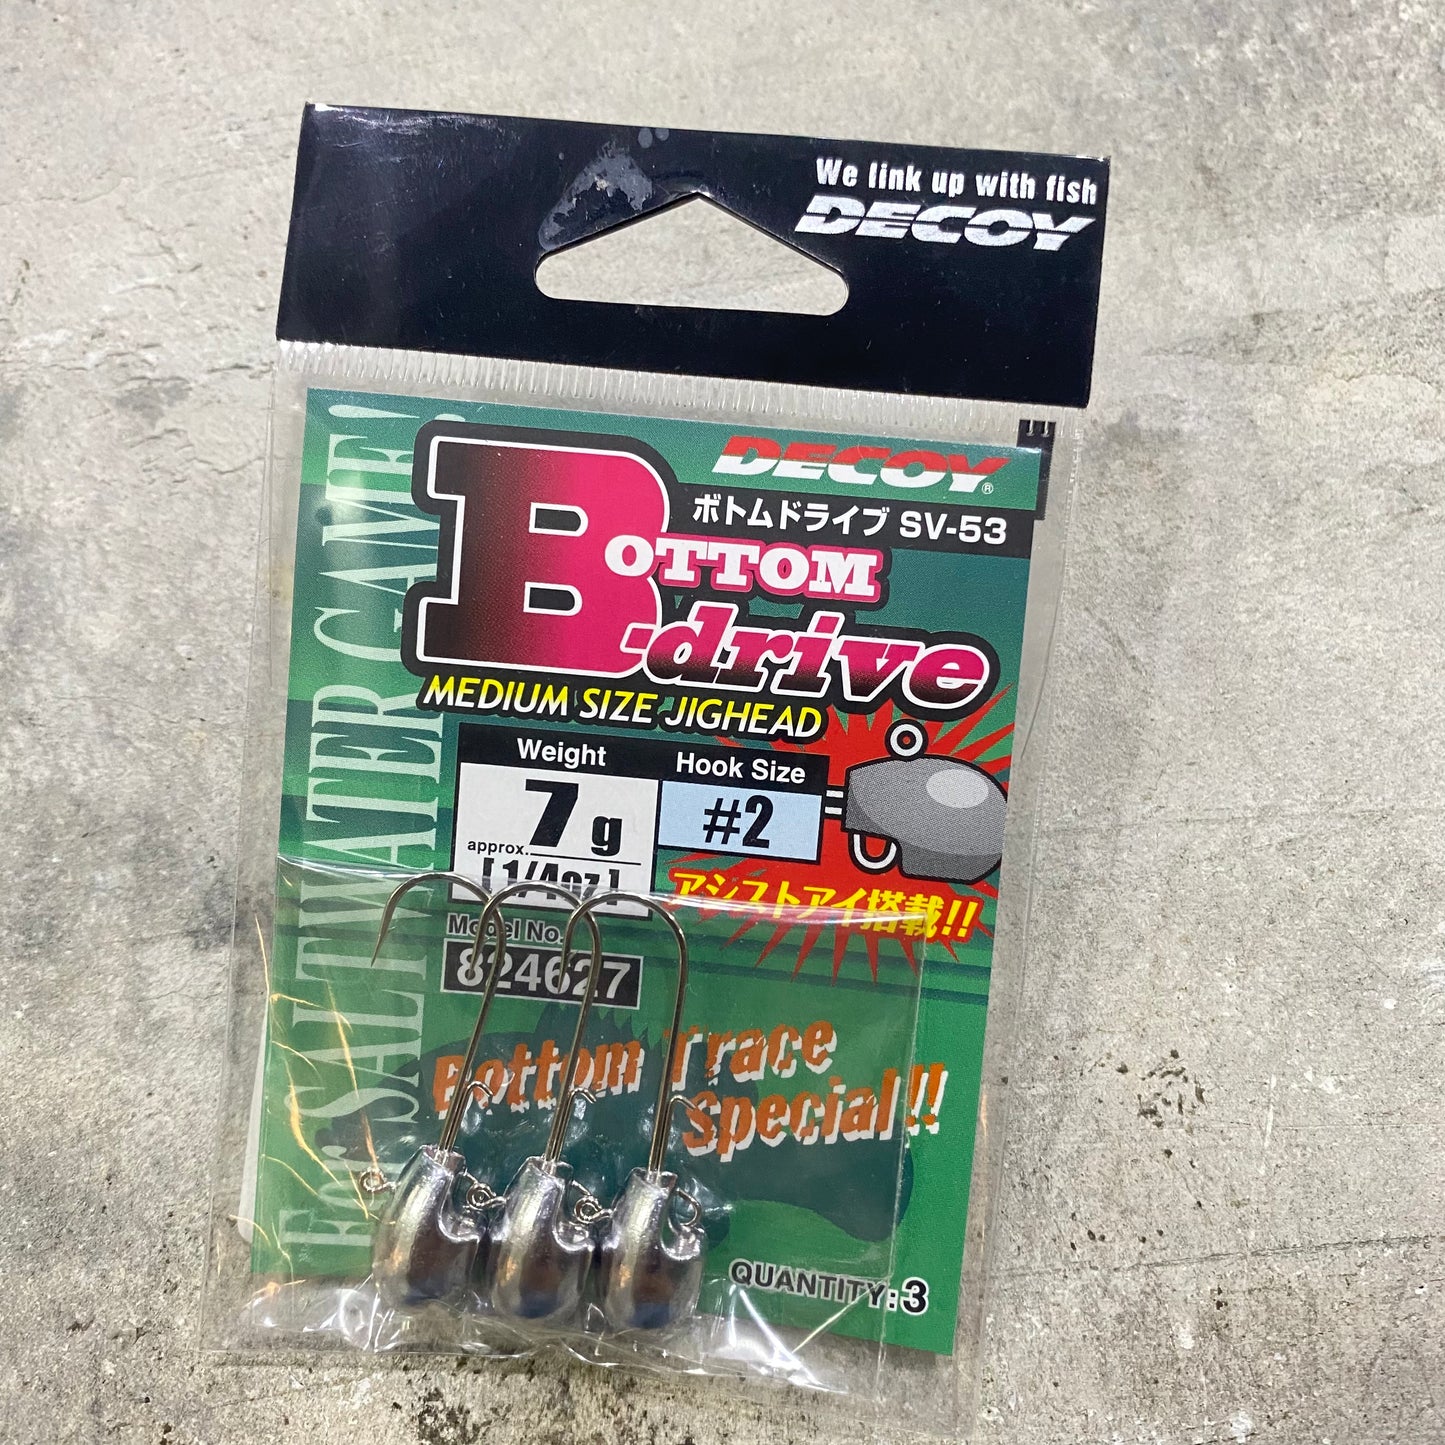 We link up with fish
DECOY
DECOY®
ボトムドライブ SV-53
BOTTOM
drive
MEDIUM SIZE JIGHEAD
For SALTWATER GAME!
Weight
7g
approx.
[1/4oz]
Hook Size
#2
アシストアイ搭載!!
Model No.
824627
Bottom Trace
Special!!
QUANTITY:3